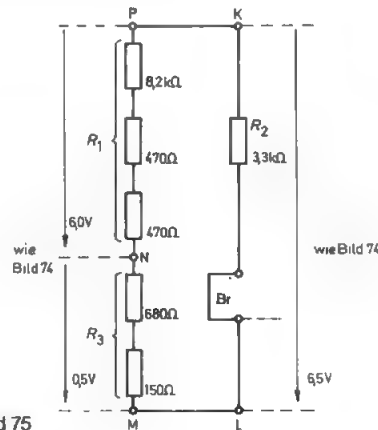 P
K
8,2kΩ
R1
R2
470Ω
3,3kΩ
470Ω
6,0V
wie
Bild 74
N
wie Bild 74
Br
680Ω
R3
0,5V
150Ω
6,5V
M
L
d 75